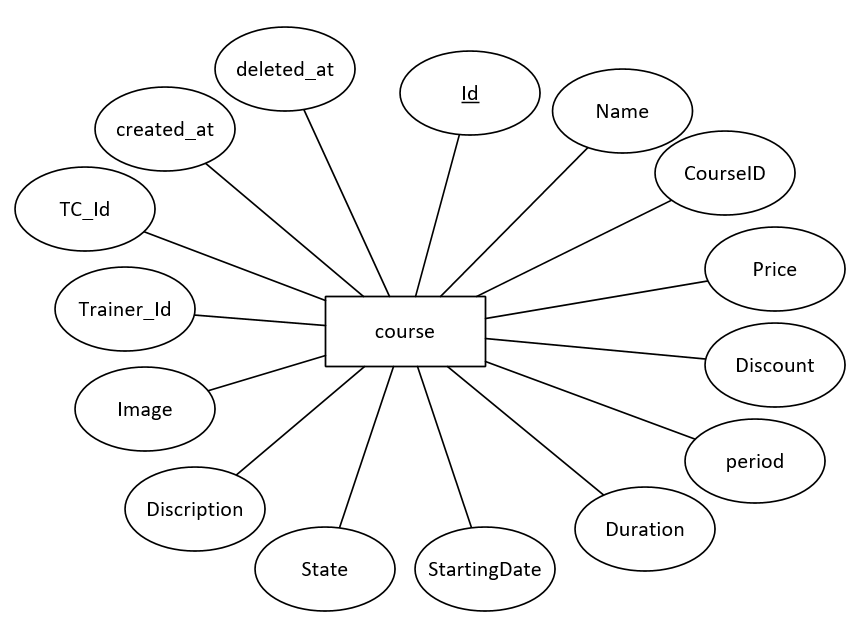 deleted_at
Id
Name
created_at
CourseID
TC_Id
Price
Trainer_Id
course
Discount
Image
period
Discription
Duration
State
StartingDate